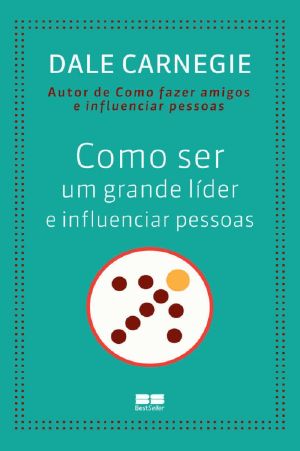 DALE CARNEGIE
Autor de Como fazer amigos
e influenciar pessoas
Como ser
um grande líder
e influenciar pessoas
BestSeller